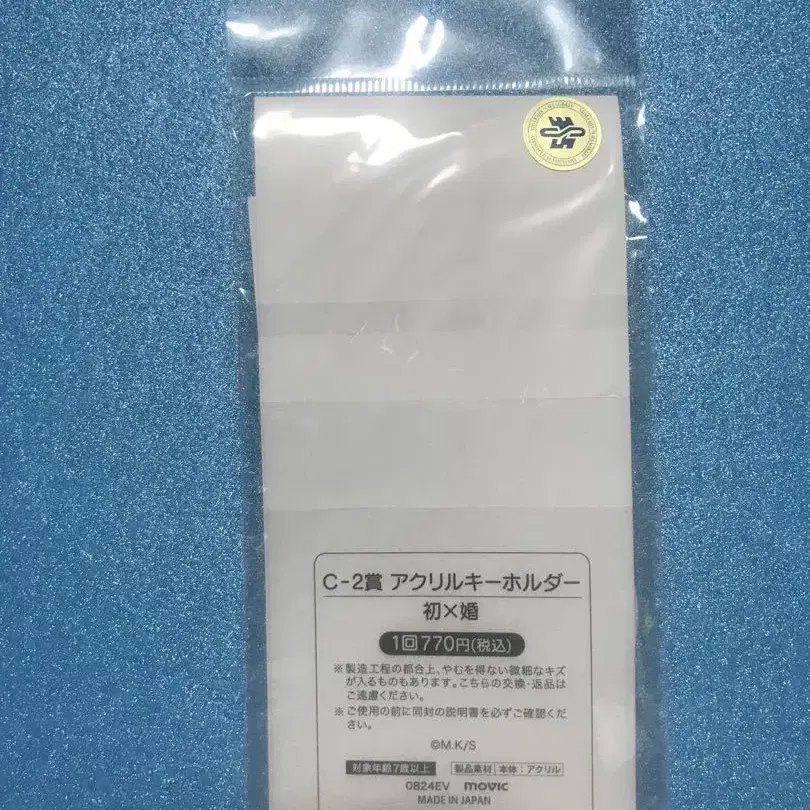 C-2賞 アクリルキーホルダー
初×婚
1回770円(税込)
※製造工程の都合上、やむを得ない微細なキズ
が入るものもあります。こちらの交換・返品は
ご遠慮ください。
※ご使用の前に同封の説明書を必ずご確認くだ
さい。
©M.K/S
対象年齢7歳以上 製品素材 本体:アクリル
0824EV movic
MADE IN JAPAN